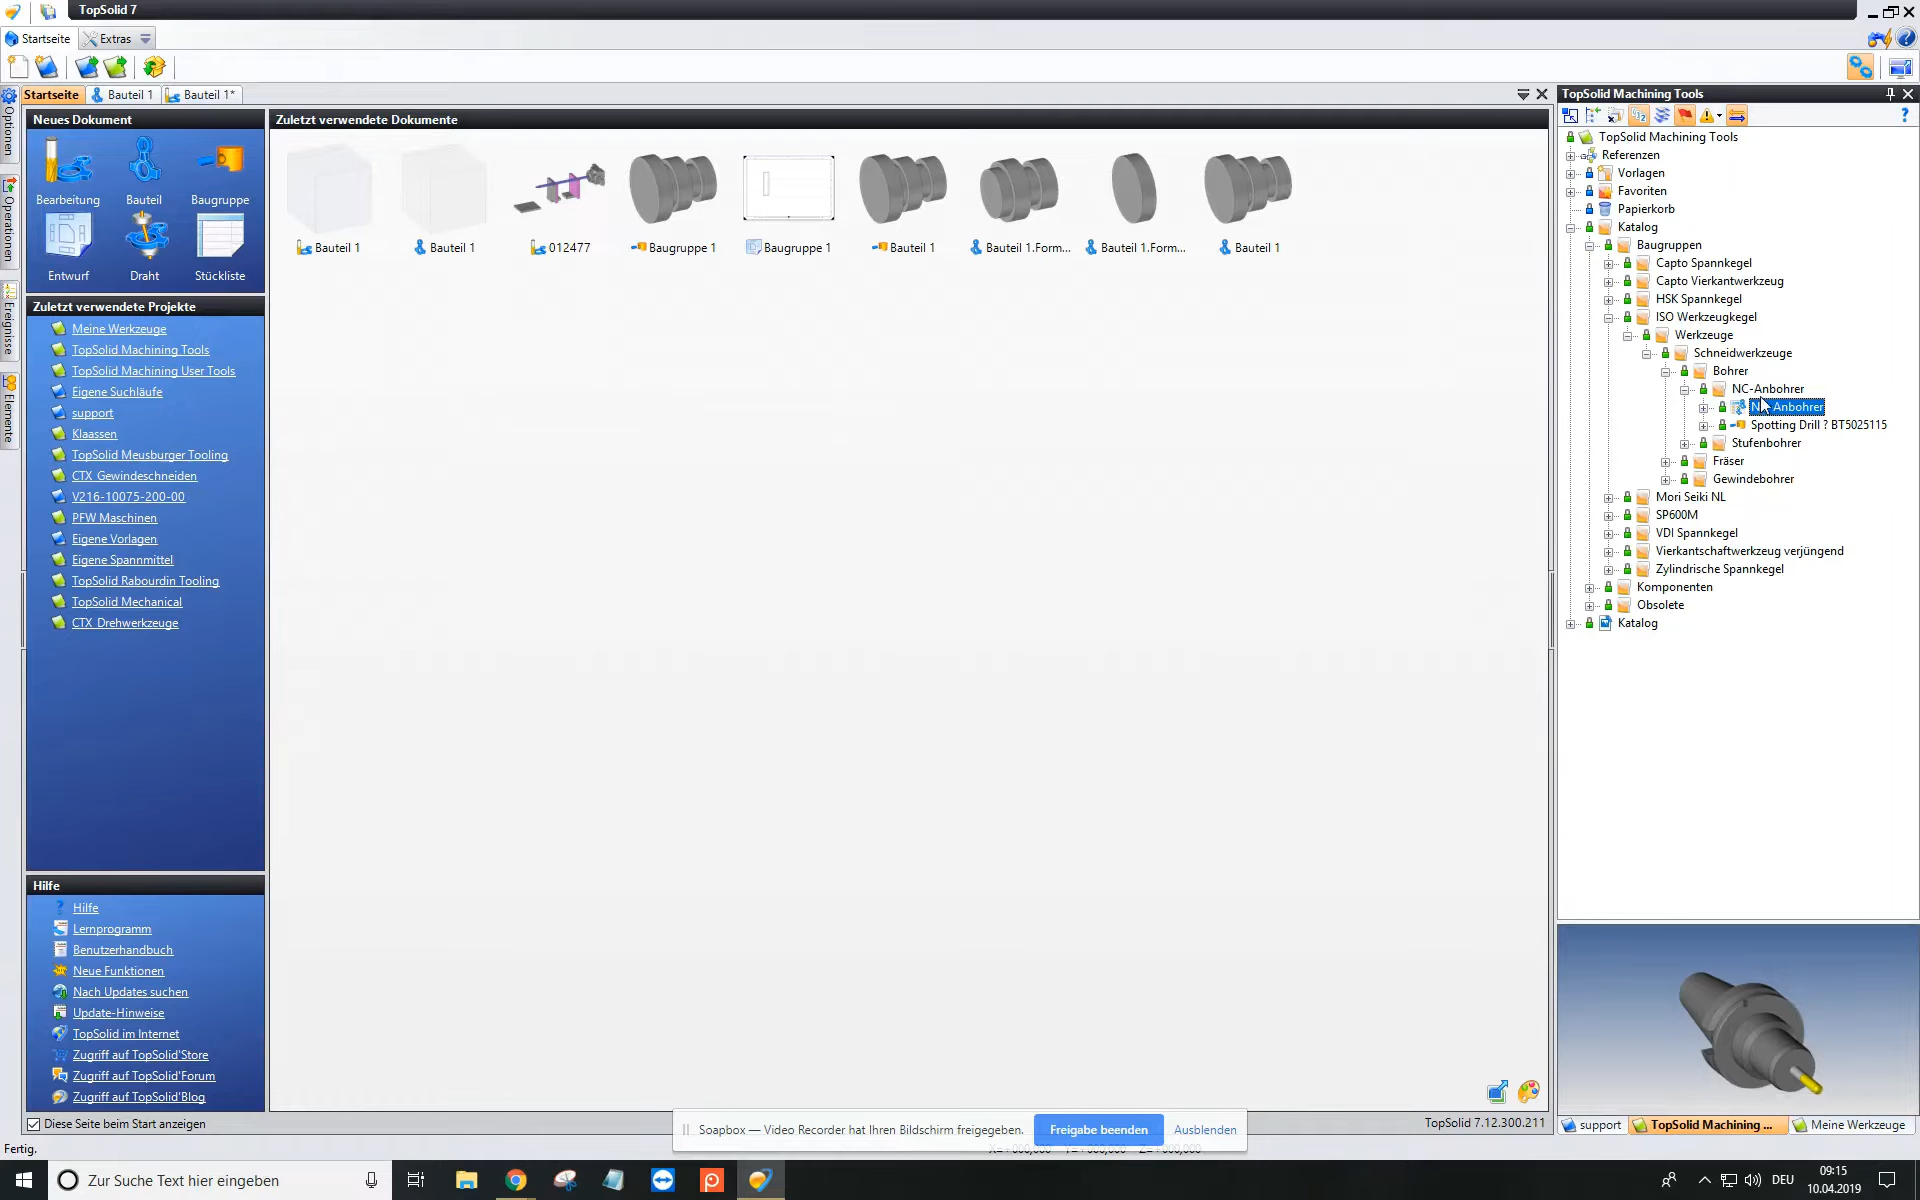 TopSolid 7
Startseite
Extras
Startseite
Bauteil 1
Bauteil 1*
TopSolid Machining Tools
Optionen
Operationen
Ereignisse
Elemente
Neues Dokument
Bearbeitung
Bauteil
Baugruppe
Entwurf
Draht
Stückliste
Zuletzt verwendete Projekte
Meine Werkzeuge
TopSolid Machining Tools
TopSolid Machining User Tools
Eigene Suchläufe
support
Klaassen
TopSolid Meusburger Tooling
CTX Gewindeschneiden
V216-10075-200-00
PFW Maschinen
Eigene Vorlagen
Eigene Spannmittel
TopSolid Rabourdin Tooling
TopSolid Mechanical
CTX Drehwerkzeuge
Hilfe
Hilfe
Lernprogramm
Benutzerhandbuch
Neue Funktionen
Nach Updates suchen
Update-Hinweise
TopSolid im Internet
Zugriff auf TopSolid'Store
Zugriff auf TopSolid'Forum
Zugriff auf TopSolid'Blog
Diese Seite beim Start anzeigen
Zuletzt verwendete Dokumente
Bauteil 1
Bauteil 1
012477
Baugruppe 1
Baugruppe 1
Bauteil 1
Bauteil 1.Form...
Bauteil 1.Form...
Bauteil 1
TopSolid Machining Tools
Referenzen
Vorlagen
Favoriten
Papierkorb
Katalog
Baugruppen
Capto Spannkegel
Capto Vierkantwerkzeug
HSK Spannkegel
ISO Werkzeugkegel
Werkzeuge
Schneidwerkzeuge
Bohrer
NC-Anbohrer
Anbohrer
Spotting Drill ? BT5025115
Stufenbohrer
Fräser
Gewindebohrer
Mori Seiki NL
SP600M
VDI Spannkegel
Vierkantschaftwerkzeug verjüngend
Zylindrische Spannkegel
Komponenten
Obsolete
Katalog
support
TopSolid Machining ...
Meine Werkzeuge
TopSolid 7.12.300.211
Soapbox — Video Recorder hat Ihren Bildschirm freigegeben.
Freigabe beenden
Ausblenden
Fertig.
Zur Suche Text hier eingeben
DEU
09:15
10.04.2019